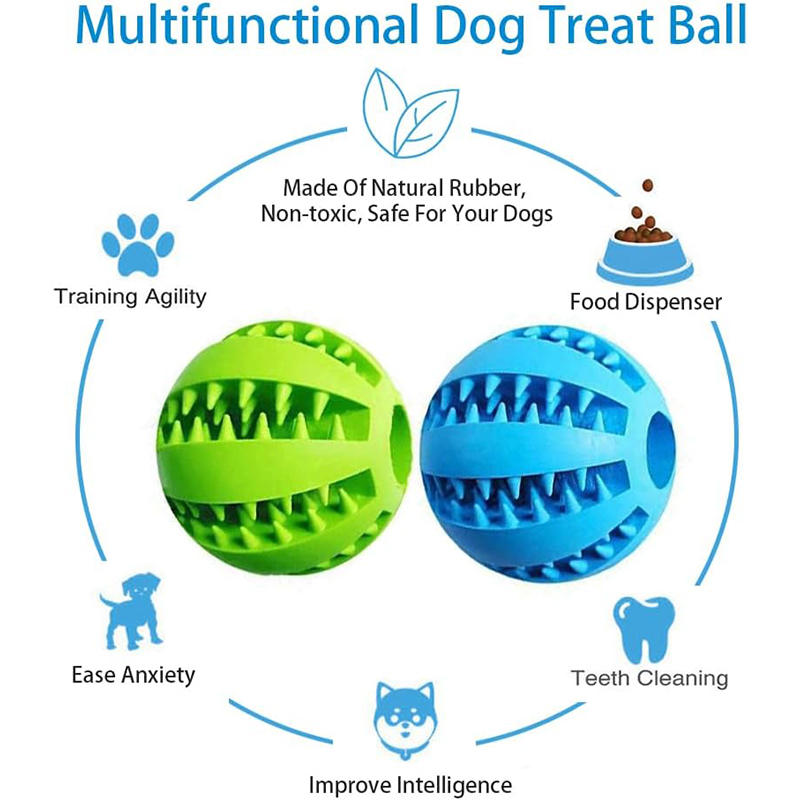 Multifunctional Dog Treat Ball
Made Of Natural Rubber,
Non-toxic, Safe For Your Dogs
Training Agility
Food Dispenser
Ease Anxiety
Teeth Cleaning
Improve Intelligence